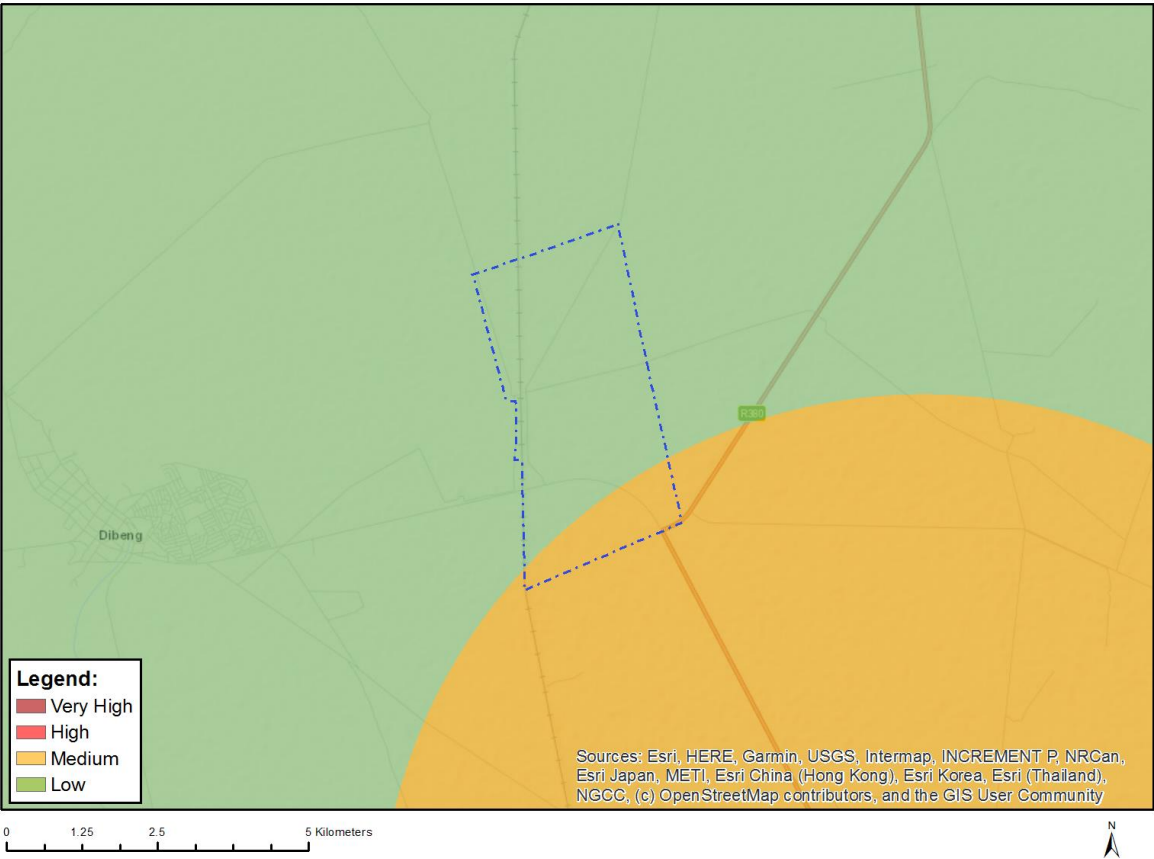 R380
Dibeng
Legend:
Very High
High
Medium
Low
Sources: Esri, HERE, Garmin, USGS, Intermap, INCREMENT P, NRCan,
Esri Japan, METI, Esri China (Hong Kong), Esri Korea, Esri (Thailand),
NGCC, (c) OpenStreetMap contributors, and the GIS User Community
0 1.25 2.5 5 Kilometers
N